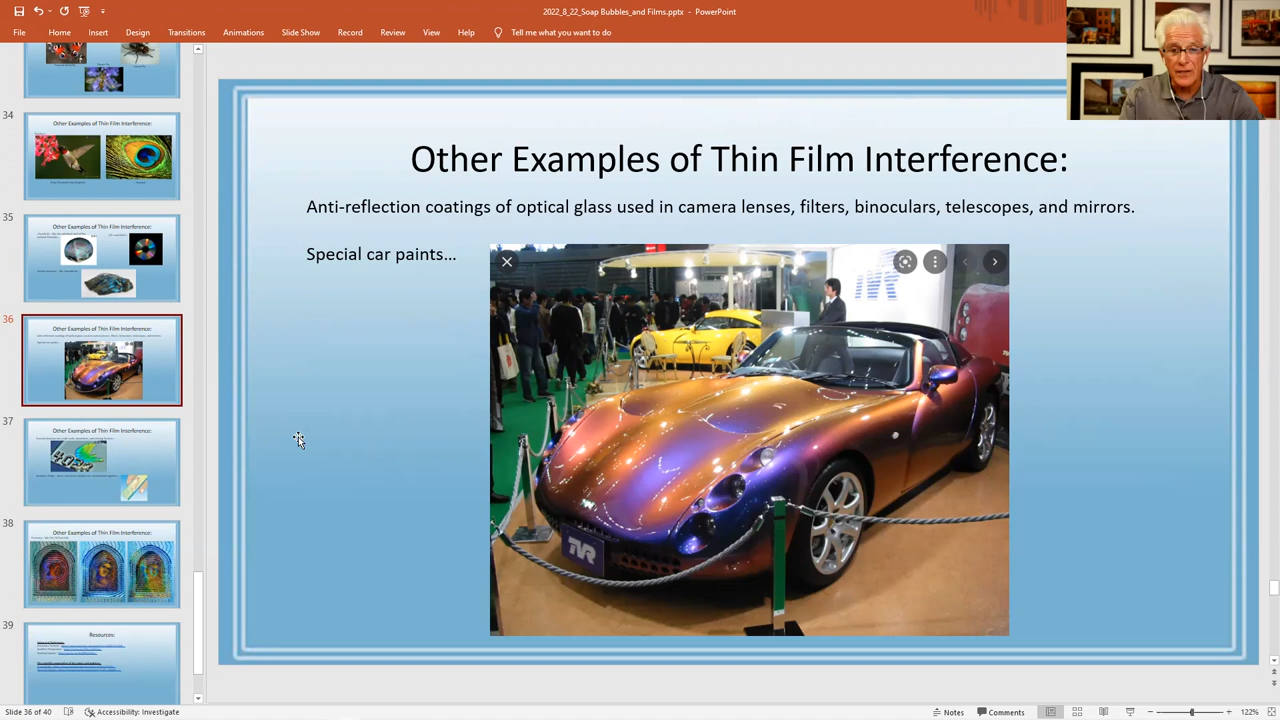 2022_8_22_Soap Bubbles_and Films.pptx - PowerPoint
File Home Insert Design Transitions Animations Slide Show Record Review View Help Tell me what you want to do
34
Other Examples of Thin Film Interference:
35
Other Examples of Thin Film Interference:
36
Other Examples of Thin Film Interference:
37
Other Examples of Thin Film Interference:
38
Other Examples of Thin Film Interference:
39
Resources:
Other Examples of Thin Film Interference:
Anti-reflection coatings of optical glass used in camera lenses, filters, binoculars, telescopes, and mirrors.
Special car paints...
TVR
TVR
Slide 36 of 40 Accessibility: Investigate Notes Comments 122%